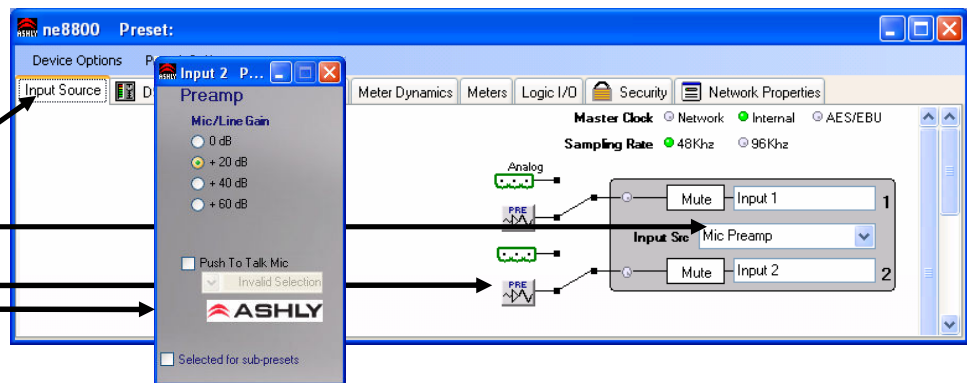 ASHLY ne8800 Preset:
Device Options P
Input 2 P...
Input Source D Meter Dynamics Meters Logic I/O Security Network Properties
Preamp
Mic/Line Gain
0 dB
+ 20 dB
+ 40 dB
+ 60 dB
Push To Talk Mic
Invalid Selection
ASHLY
Selected for sub-presets
Master Clock Network Internal AES/EBU
Sampling Rate 48Khz 96Khz
Analog
PRE
Mute Input 1 1
Input Src Mic Preamp
PRE
Mute Input 2 2